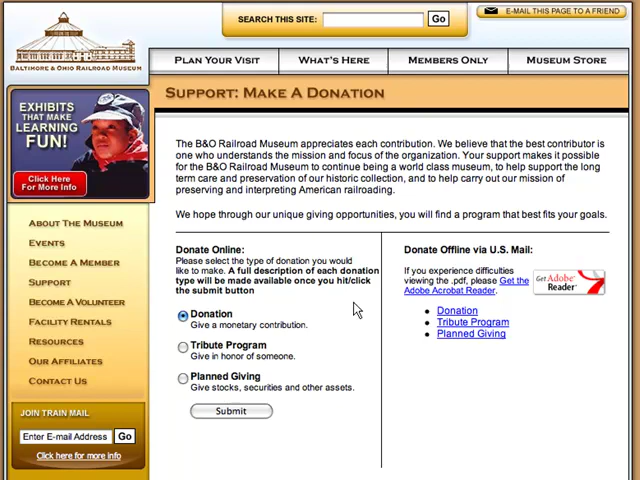 SEARCH THIS SITE:
Go
E-MAIL THIS PAGE TO A FRIEND
BALTIMORE & OHIO RAILROAD MUSEUM
PLAN YOUR VISIT
WHAT'S HERE
MEMBERS ONLY
MUSEUM STORE
SUPPORT: MAKE A DONATION
EXHIBITS
THAT MAKE
LEARNING
FUN!
Click Here
For More Info
The B&O Railroad Museum appreciates each contribution. We believe that the best contributor is
one who understands the mission and focus of the organization. Your support makes it possible
for the B&O Railroad Museum to continue being a world class museum, to help support the long
term care and preservation of our historic collection, and to help carry out our mission of
preserving and interpreting American railroading.
We hope through our unique giving opportunities, you will find a program that best fits your goals.
ABOUT THE MUSEUM
EVENTS
BECOME A MEMBER
SUPPORT
BECOME A VOLUNTEER
FACILITY RENTALS
RESOURCES
OUR AFFILIATES
CONTACT US
JOIN TRAIN MAIL
Enter E-mail Address
Go
Click here for more info
Donate Online:
Please select the type of donation you would
like to make. A full description of each donation
type will be made available once you hit/click
the submit button
Donation
Give a monetary contribution.
Tribute Program
Give in honor of someone.
Planned Giving
Give stocks, securities and other assets.
Submit
Donate Offline via U.S. Mail:
If you experience difficulties
viewing the .pdf, please Get the
Adobe Acrobat Reader.
Get Adobe
Reader
Donation
Tribute Program
Planned Giving